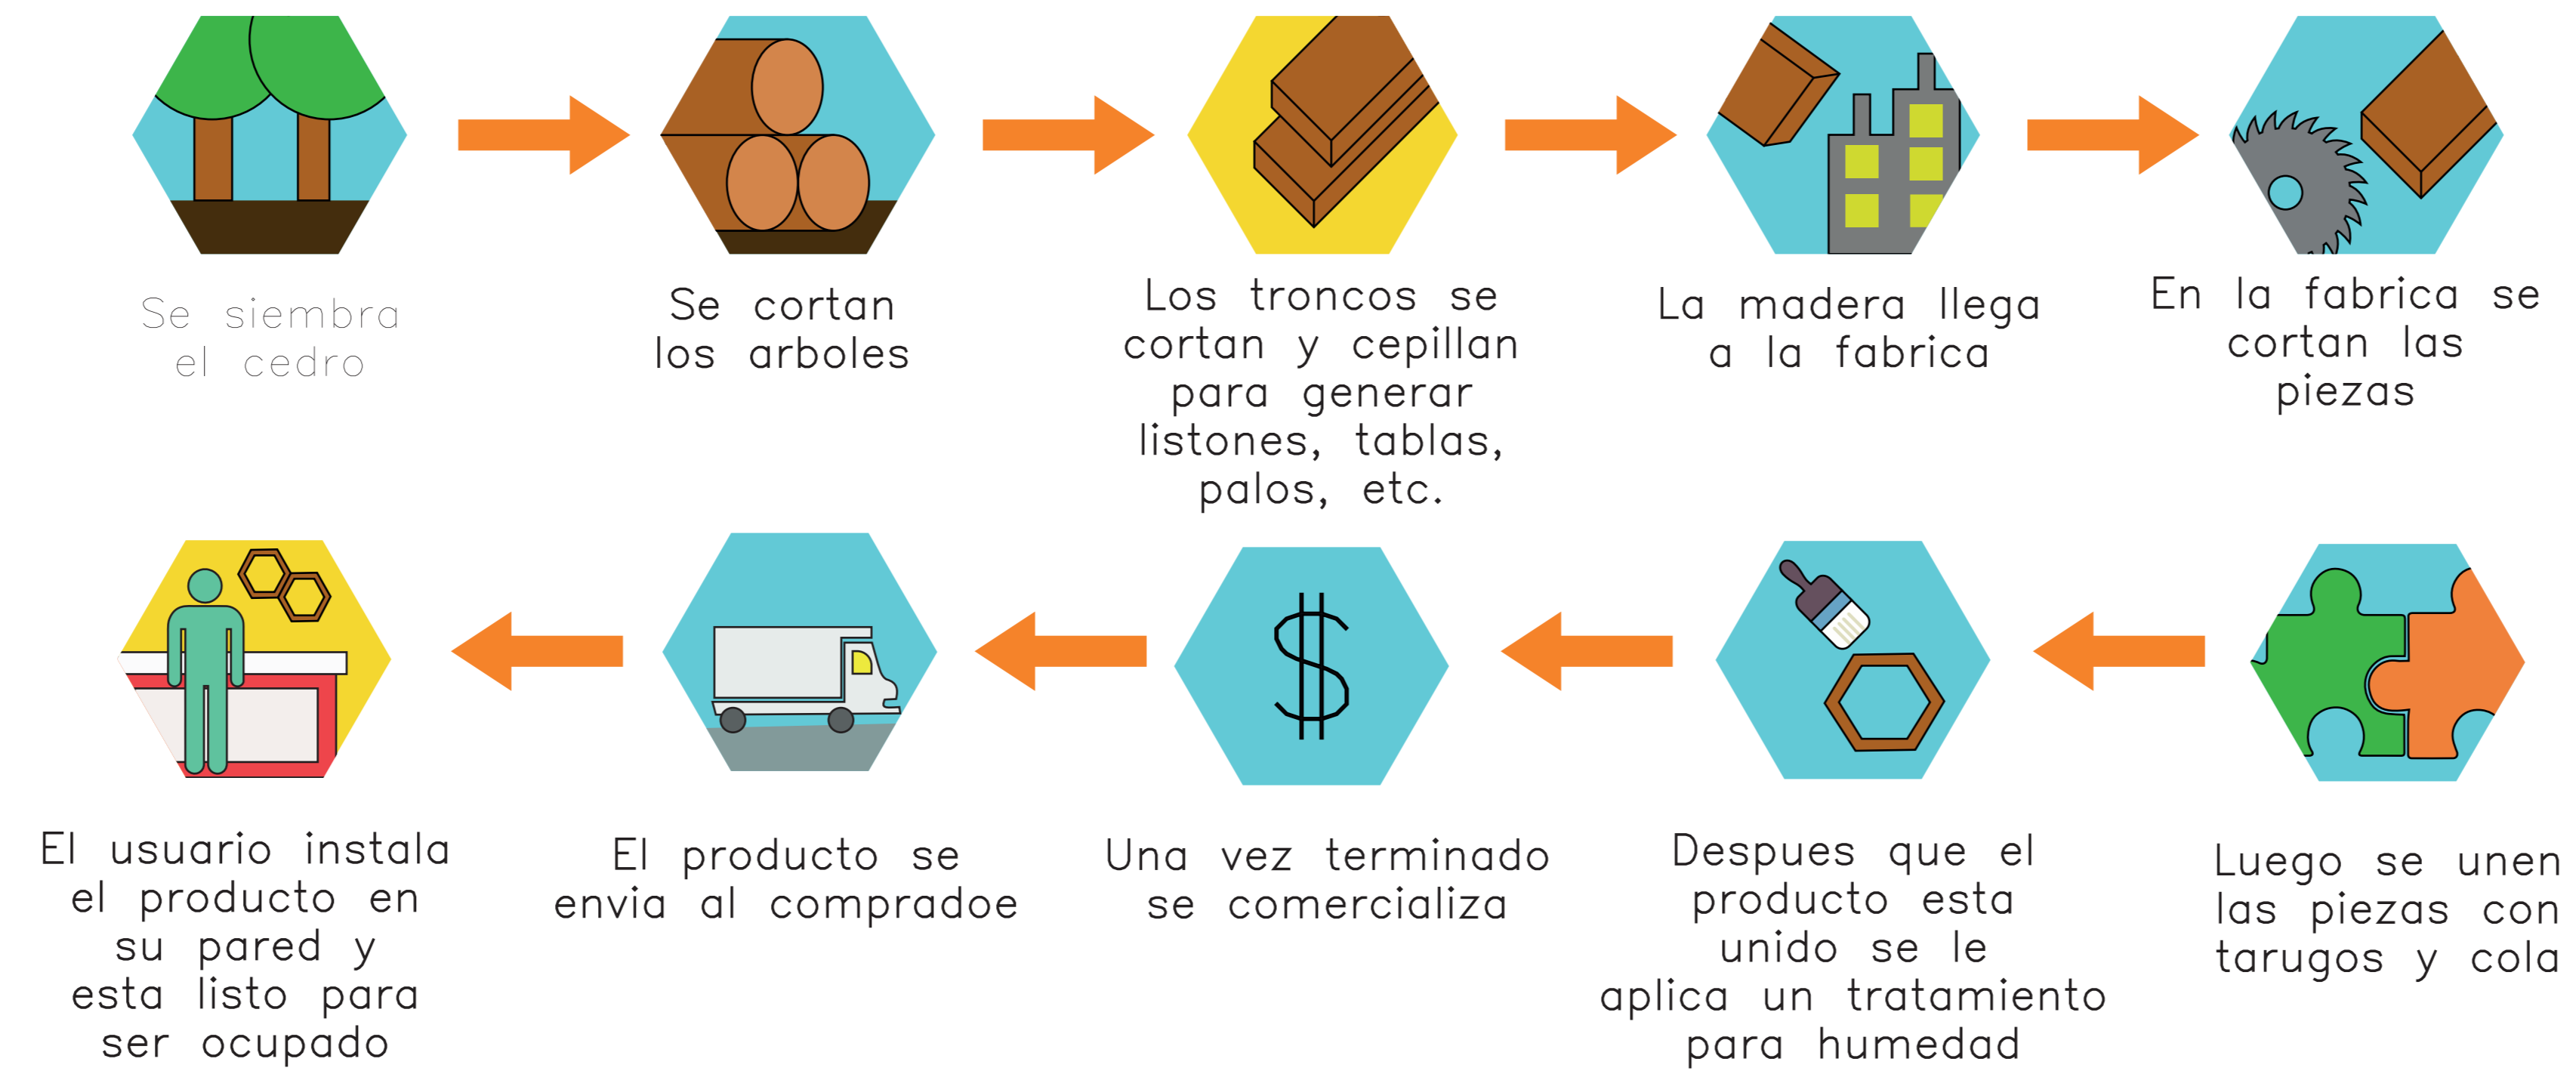 Se siembra
el cedro
Se cortan
los arboles
Los troncos se
cortan y cepillan
para generar
listones, tablas,
palos, etc.
La madera llega
a la fabrica
En la fabrica se
cortan las
piezas
El usuario instala
el producto en
su pared y
esta listo para
ser ocupado
El producto se
envia al compradoe
$
Una vez terminado
se comercializa
Despues que el
producto esta
unido se le
aplica un tratamiento
para humedad
Luego se unen
las piezas con
tarugos y cola